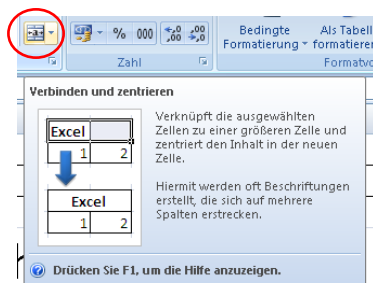 % 000 ,00 ,00
Bedingte Als Tabell
Formatierung formatieren
Zahl Formatvo
Verbinden und zentrieren
Excel
1 2
Excel
1 2
Verknüpft die ausgewählten
Zellen zu einer größeren Zelle und
zentriert den Inhalt in der neuen
Zelle.
Hiermit werden oft Beschriftungen
erstellt, die sich auf mehrere
Spalten erstrecken.
Drücken Sie F1, um die Hilfe anzuzeigen.